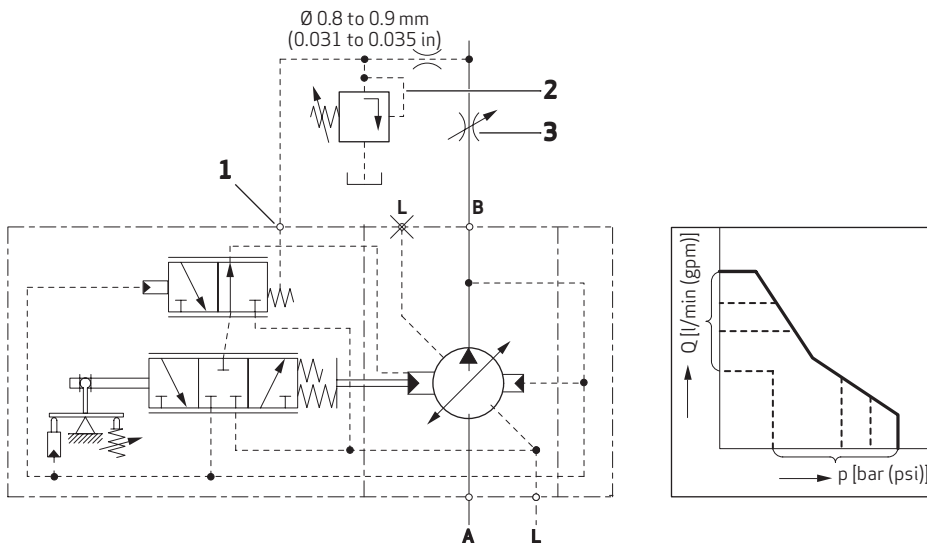 Ø 0.8 to 0.9 mm
(0.031 to 0.035 in)
2
3
1
L
B
A
L
Q [l/min (gpm)]
p [bar (psi)]